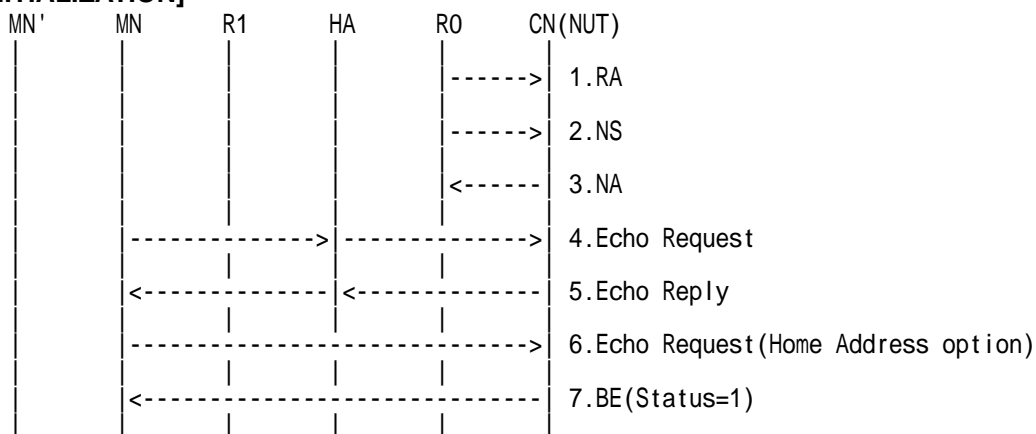 INITIALIZATION]
MN' MN R1 HA R0 CN(NUT)
1.RA
2.NS
3.NA
4.Echo Request
5.Echo Reply
6.Echo Request(Home Address option)
7.BE(Status=1)